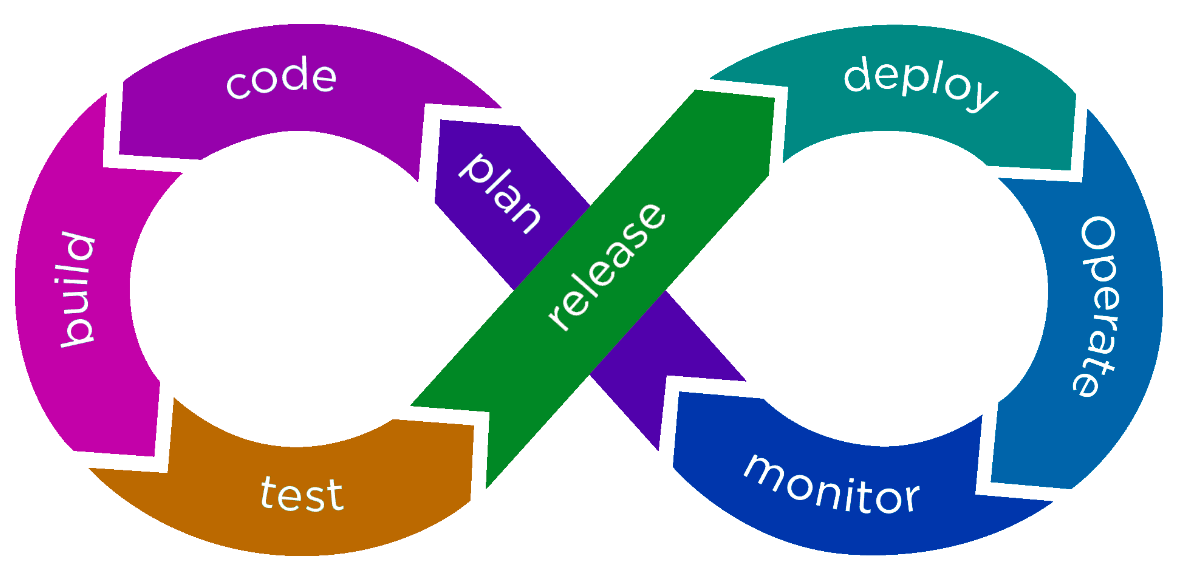 plan
code
build
test
release
deploy
Operate
monitor